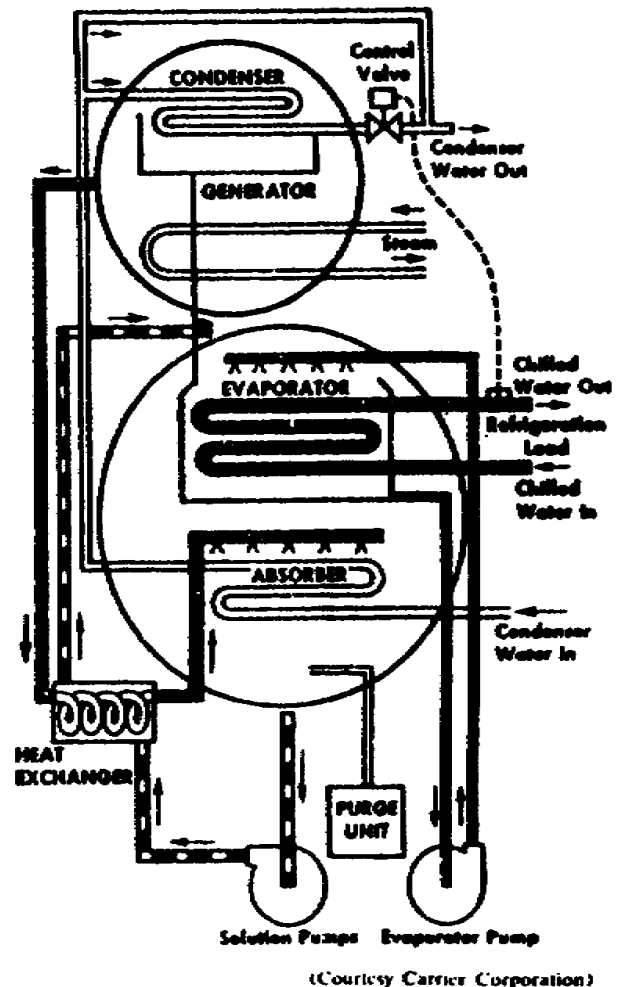 Control
Valve
CONDENSER
Condenser
Water Out
GENERATOR
Steam
Chilled
Water Out
EVAPORATOR
Refrigeration
Load
Chilled
Water In
ABSORBER
Condenser
Water In
HEAT
EXCHANGER
PURGE
UNIT
Solution Pumps
Evaporator Pump
(Courtesy Carrier Corporation)